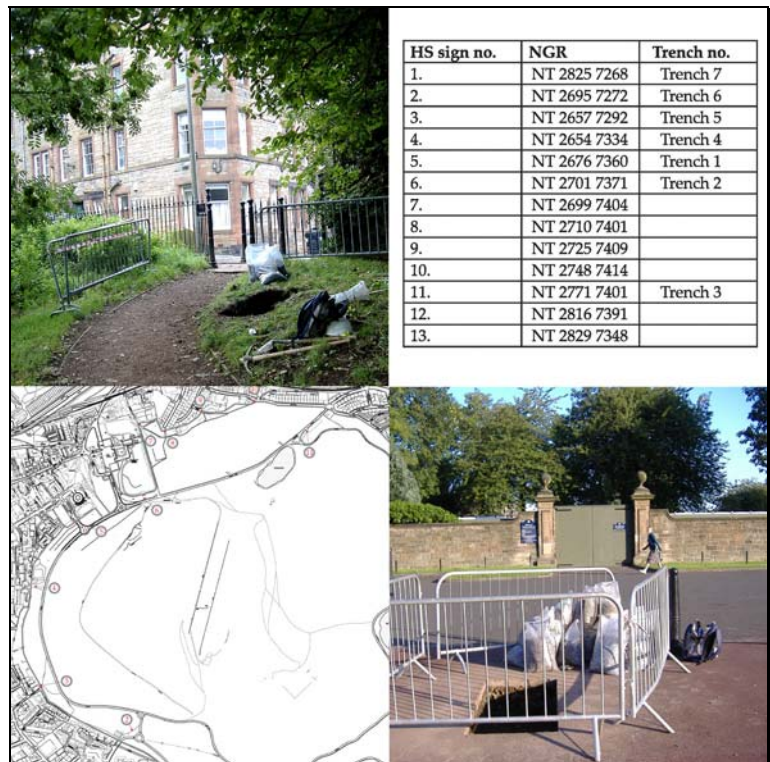 HS sign no. NGR Trench no.
1. NT 2825 7268 Trench 7
2. NT 2695 7272 Trench 6
3. NT 2657 7292 Trench 5
4. NT 2654 7334 Trench 4
5. NT 2676 7360 Trench 1
6. NT 2701 7371 Trench 2
7. NT 2699 7404
8. NT 2710 7401
9. NT 2725 7409
10. NT 2748 7414
11. NT 2771 7401 Trench 3
12. NT 2816 7391
13. NT 2829 7348